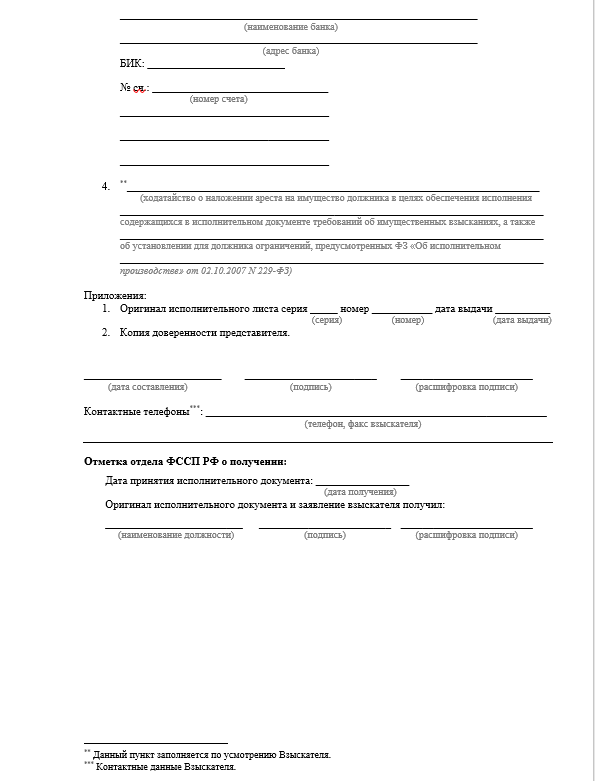 (наименование банка)
(адрес банка)
БИК:
№ сч.:
(номер счета)
4. **
(ходатайство о наложении ареста на имущество должника в целях обеспечения исполнения
содержащихся в исполнительном документе требований об имущественных взысканиях, а также
об установлении для должника ограничений, предусмотренных ФЗ «Об исполнительном
производстве» от 02.10.2007 N 229-ФЗ)
Приложения:
1. Оригинал исполнительного листа серия номер дата выдачи
(серия) (номер) (дата выдачи)
2. Копия доверенности представителя.
(дата составления) (подпись) (расшифровка подписи)
Контактные телефоны***:
(телефон, факс взыскателя)
Отметка отдела ФССП РФ о получении:
Дата принятия исполнительного документа:
(дата получения)
Оригинал исполнительного документа и заявление взыскателя получил:
(наименование должности) (подпись) (расшифровка подписи)
** Данный пункт заполняется по усмотрению Взыскателя.
*** Контактные данные Взыскателя.